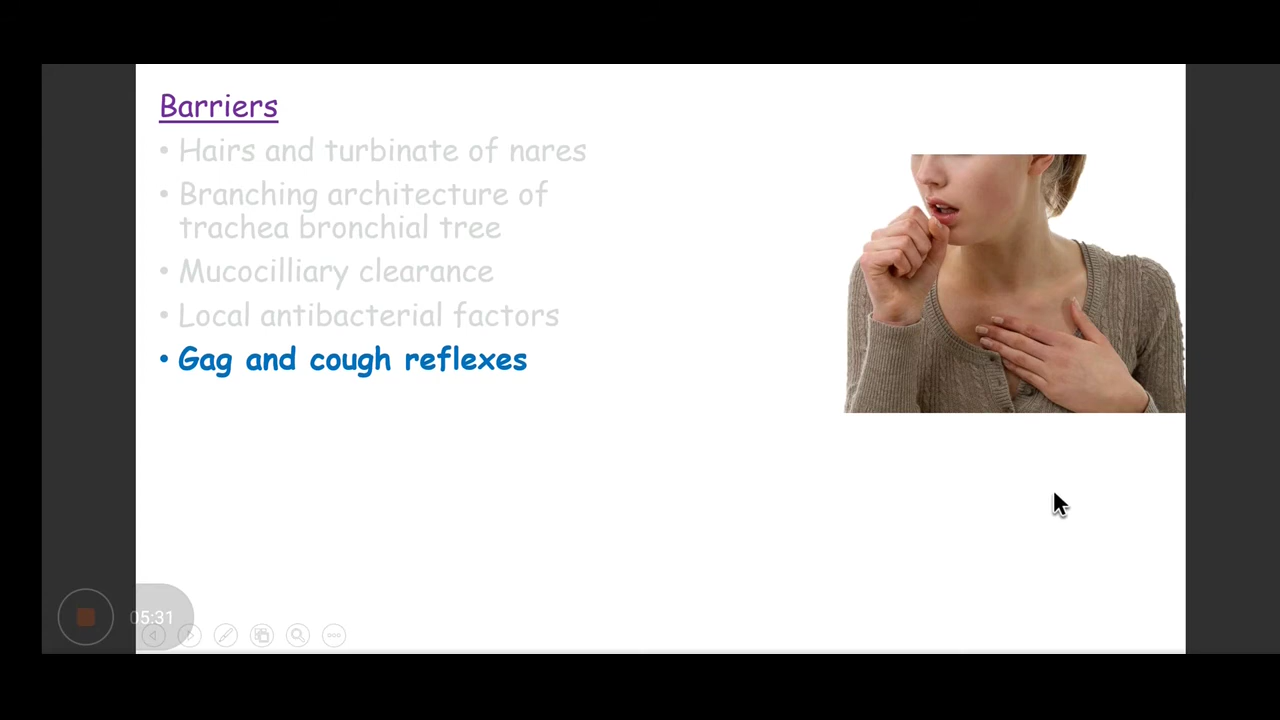 Barriers
• Hairs and turbinate of nares
• Branching architecture of
trachea bronchial tree
• Mucocilliary clearance
• Local antibacterial factors
• Gag and cough reflexes
05:31